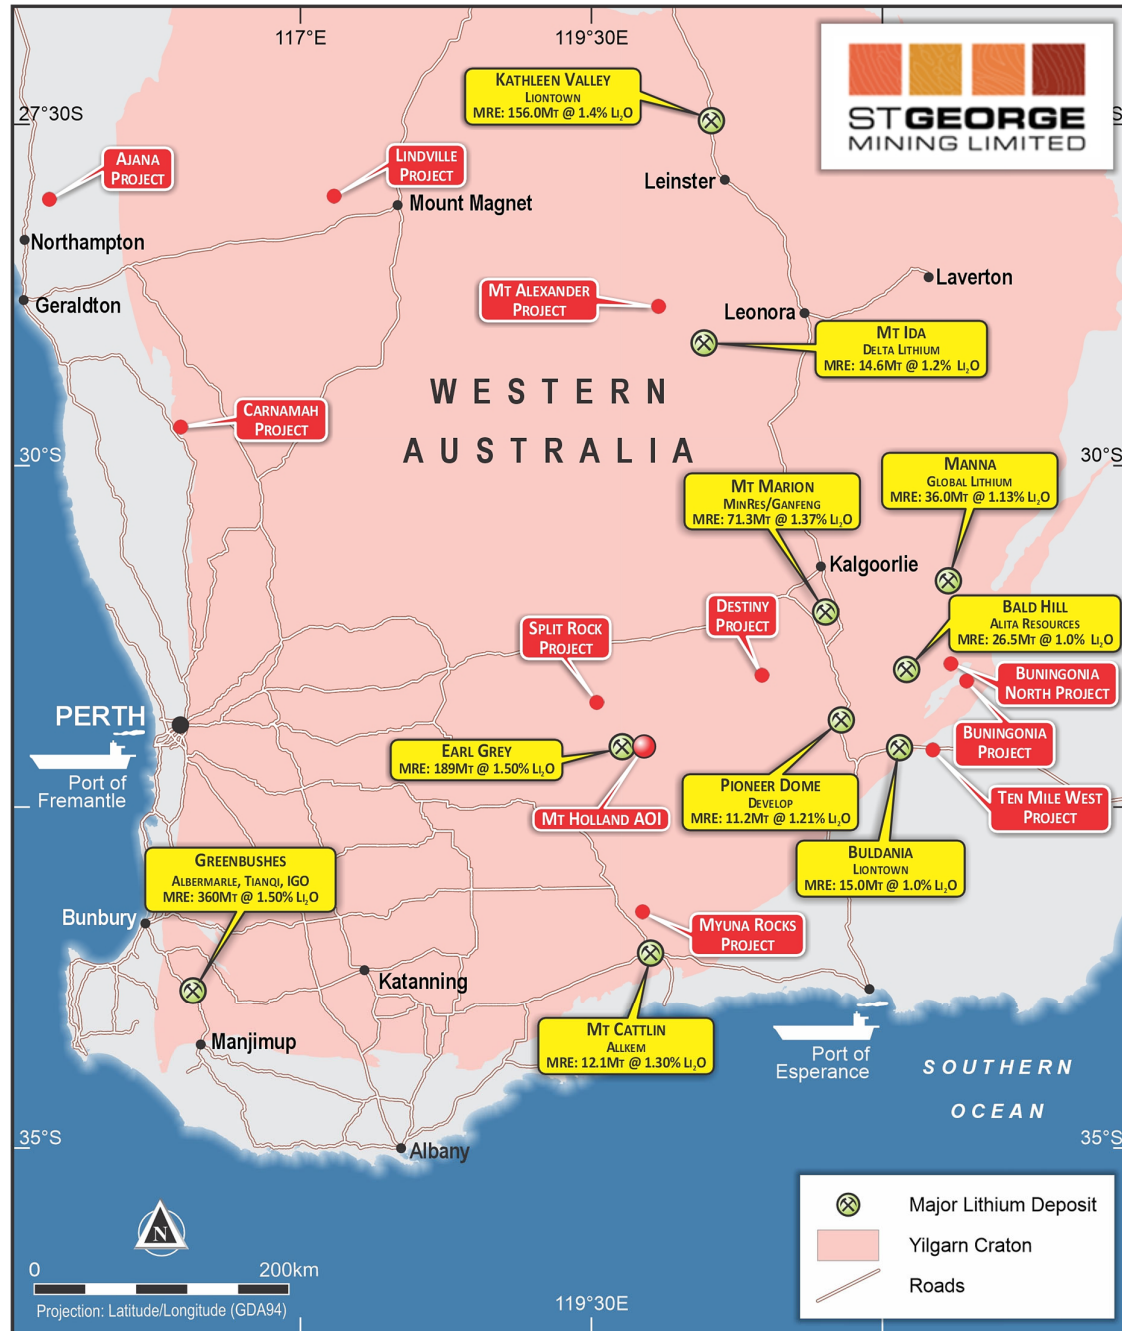 117°E
119°30E
27°30S
S
STGEORGE
MINING LIMITED
KATHLEEN VALLEY
LIONTOWN
MRE: 156.0MT @ 1.4% LI₂O
AJANA
PROJECT
LINDVILLE
PROJECT
Leinster
Mount Magnet
Northampton
Geraldton
MT ALEXANDER
PROJECT
Laverton
Leonora
MT IDA
DELTA LITHIUM
MRE: 14.6MT @ 1.2% LI₂O
WESTERN
AUSTRALIA
CARNAMAH
PROJECT
30°S
30°S
MANNA
GLOBAL LITHIUM
MRE: 36.0MT @ 1.13% LI₂O
MT MARION
MINRES/GANFENG
MRE: 71.3MT @ 1.37% LI₂O
Kalgoorlie
BALD HILL
ALITA RESOURCES
MRE: 26.5MT @ 1.0% LI₂O
DESTINY
PROJECT
SPLIT ROCK
PROJECT
BUNINGONIA
NORTH PROJECT
BUNINGONIA
PROJECT
PERTH
Port of
Fremantle
EARL GREY
MRE: 189MT @ 1.50% LI₂O
MT HOLLAND AOI
PIONEER DOME
DEVELOP
MRE: 11.2MT @ 1.21% LI₂O
TEN MILE WEST
PROJECT
BULDANIA
LIONTOWN
MRE: 15.0MT @ 1.0% LI₂O
GREENBUSHES
ALBERMARLE, TIANQI, IGO
MRE: 360MT @ 1.50% LI₂O
Bunbury
MYUNA ROCKS
PROJECT
Katanning
MT CATTLIN
ALLKEM
MRE: 12.1MT @ 1.30% LI₂O
Manjimup
Port of
Esperance
SOUTHERN
OCEAN
35°S
35°S
Albany
N
0 200km
Projection: Latitude/Longitude (GDA94)
119°30E
Major Lithium Deposit
Yilgarn Craton
Roads